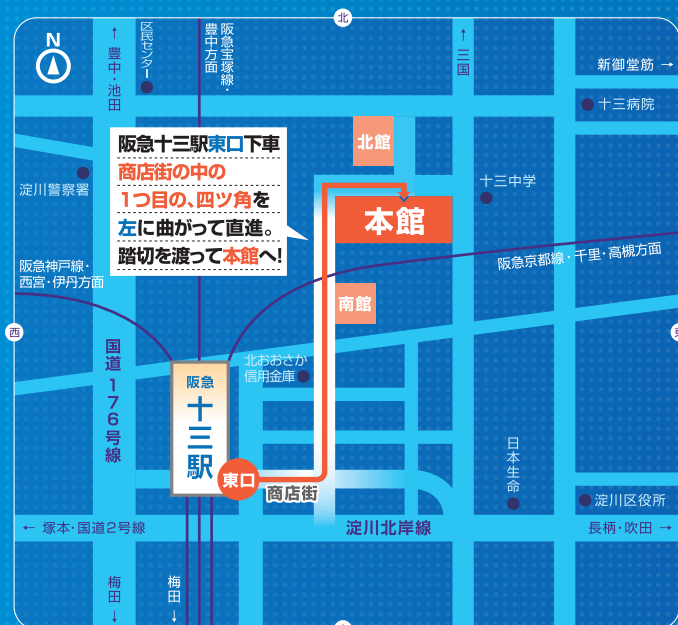 北
N
↑豊中・池田
区民センター
阪急宝塚線・
豊中方面
↑三国
新御堂筋 →
十三病院
北館
阪急十三駅東口下車
商店街の中の
1つ目の、四ツ角を
左に曲がって直進。
踏切を渡って本館へ!
淀川警察署
十三中学
本館
阪急神戸線・
西宮・伊丹方面
阪急京都線・千里・高槻方面
南館
西
国道176号線
北おおさか
信用金庫
阪急
十三駅
東口
商店街
日本生命
淀川区役所
← 塚本・国道2号線
淀川北岸線
長柄・吹田 →
梅田↓
梅田↓